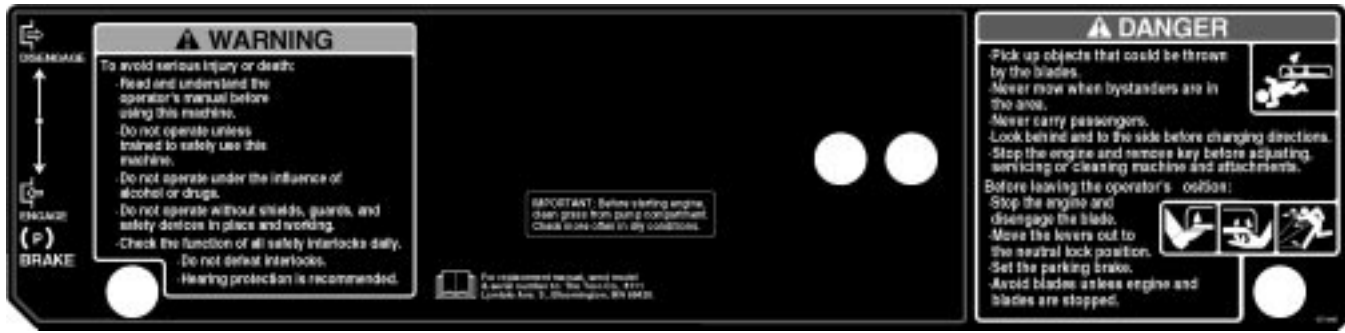 DISENGAGE
ENGAGE
(P)
BRAKE
WARNING
To avoid serious injury or death:
-Read and understand the
operator's manual before
using this machine.
-Do not operate unless
trained to safely use this
machine.
-Do not operate under the influence of
alcohol or drugs.
-Do not operate without shields, guards, and
safety devices in place and working.
-Check the function of all safety interlocks daily.
-Do not defeat interlocks.
-Hearing protection is recommended.
IMPORTANT: Before starting engine,
clean grass from pump compartment.
Check more often in dry conditions.
For replacement manual, send model
& serial number to: The Toro Co., 8111
Lyndale Ave. S., Bloomington, MN 55420.
DANGER
-Pick up objects that could be thrown
by the blades.
-Never mow when bystanders are in
the area.
-Never carry passengers.
-Look behind and to the side before changing directions.
-Stop the engine and remove key before adjusting,
servicing or cleaning machine and attachments.
Before leaving the operator's osition:
-Stop the engine and
disengage the blade.
-Move the levers out to
the neutral lock position.
-Set the parking brake.
-Avoid blades unless engine and
blades are stopped.